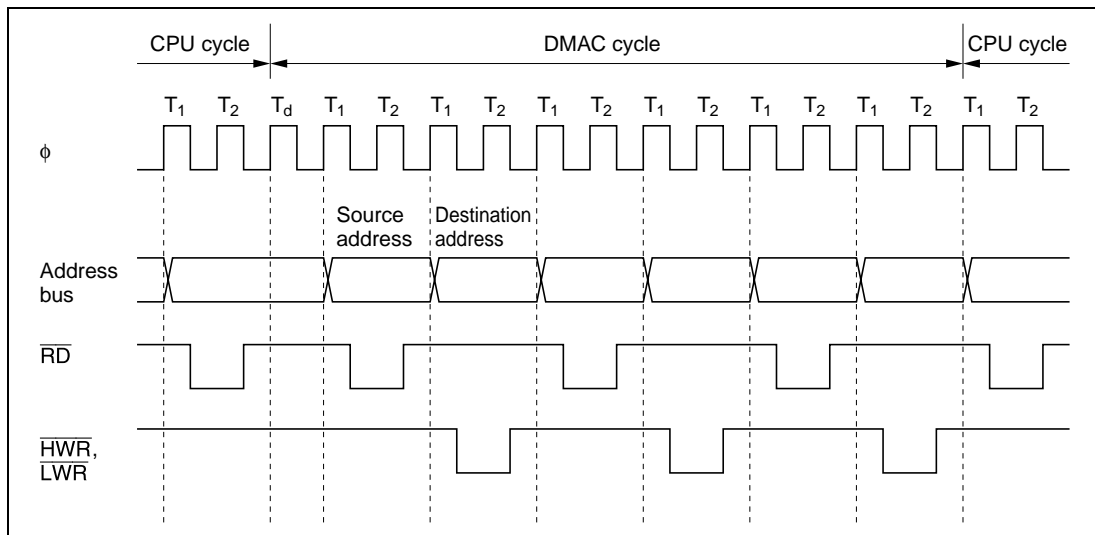 CPU cycle DMAC cycle CPU cycle
T1 T2 Td T1 T2 T1 T2 T1 T2 T1 T2 T1 T2 T1 T2 T1 T2
ϕ
Source Destination
address address
Address
bus
RD
HWR,
LWR